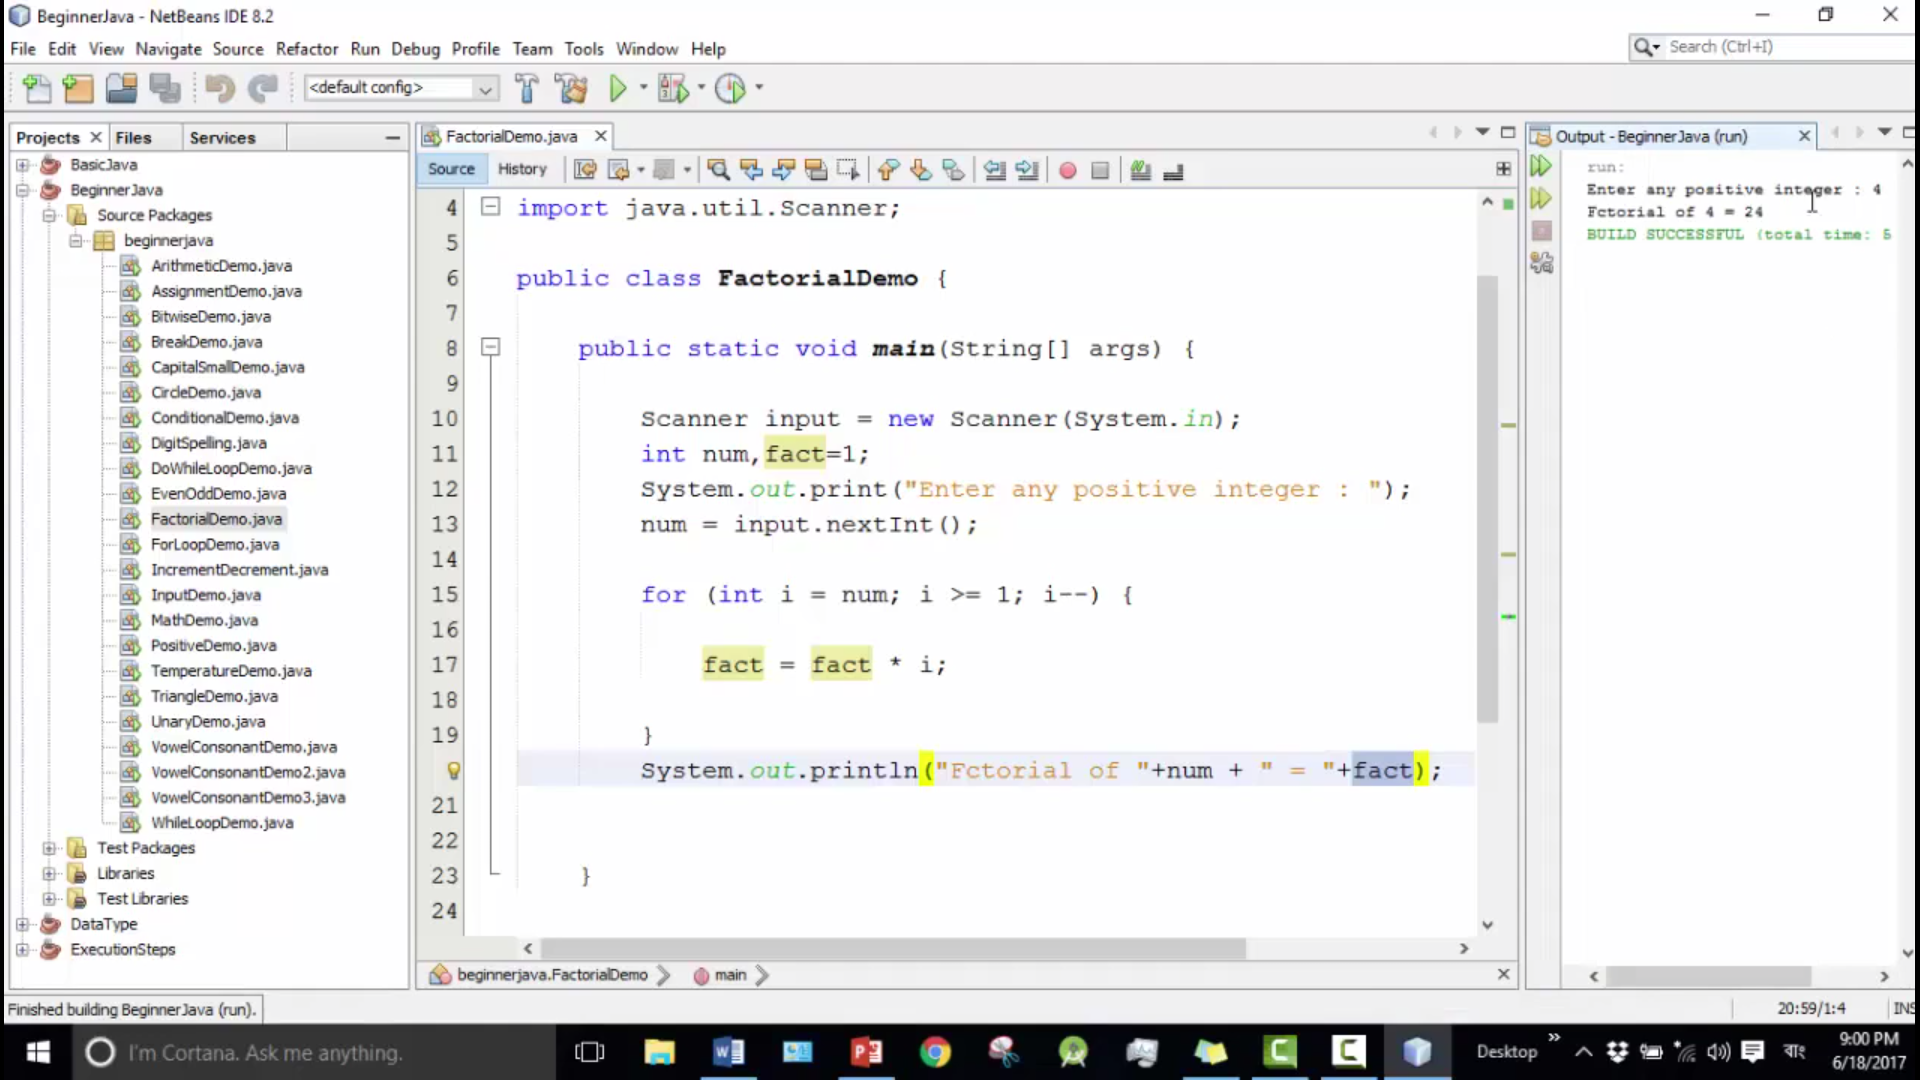 BeginnerJava - NetBeans IDE 8.2
File Edit View Navigate Source Refactor Run Debug Profile Team Tools Window Help
Search (Ctrl+I)
<default config>
Projects Files Services
BasicJava
BeginnerJava
Source Packages
beginnerjava
ArithmeticDemo.java
AssignmentDemo.java
BitwiseDemo.java
BreakDemo.java
CapitalSmallDemo.java
CircleDemo.java
ConditionalDemo.java
DigitSpelling.java
DoWhileLoopDemo.java
EvenOddDemo.java
FactorialDemo.java
ForLoopDemo.java
IncrementDecrement.java
InputDemo.java
MathDemo.java
PositiveDemo.java
TemperatureDemo.java
TriangleDemo.java
UnaryDemo.java
VowelConsonantDemo.java
VowelConsonantDemo2.java
VowelConsonantDemo3.java
WhileLoopDemo.java
Test Packages
Libraries
Test Libraries
DataType
ExecutionSteps
FactorialDemo.java
Source History
4 import java.util.Scanner;
5
6 public class FactorialDemo {
7
8 public static void main(String[] args) {
9
10 Scanner input = new Scanner(System.in);
11 int num,fact=1;
12 System.out.print("Enter any positive integer : ");
13 num = input.nextInt();
14
15 for (int i = num; i >= 1; i--) {
16
17 fact = fact * i;
18
19 }
System.out.println("Fctorial of "+num + " = "+fact);
21
22
23 }
24
beginnerjava.FactorialDemo main
Output - BeginnerJava (run)
run:
Enter any positive integer : 4
Fctorial of 4 = 24
BUILD SUCCESSFUL (total time: 5
Finished building BeginnerJava (run).
20:59/1:4 INS
I'm Cortana. Ask me anything.
Desktop
বাং
9:00 PM
6/18/2017